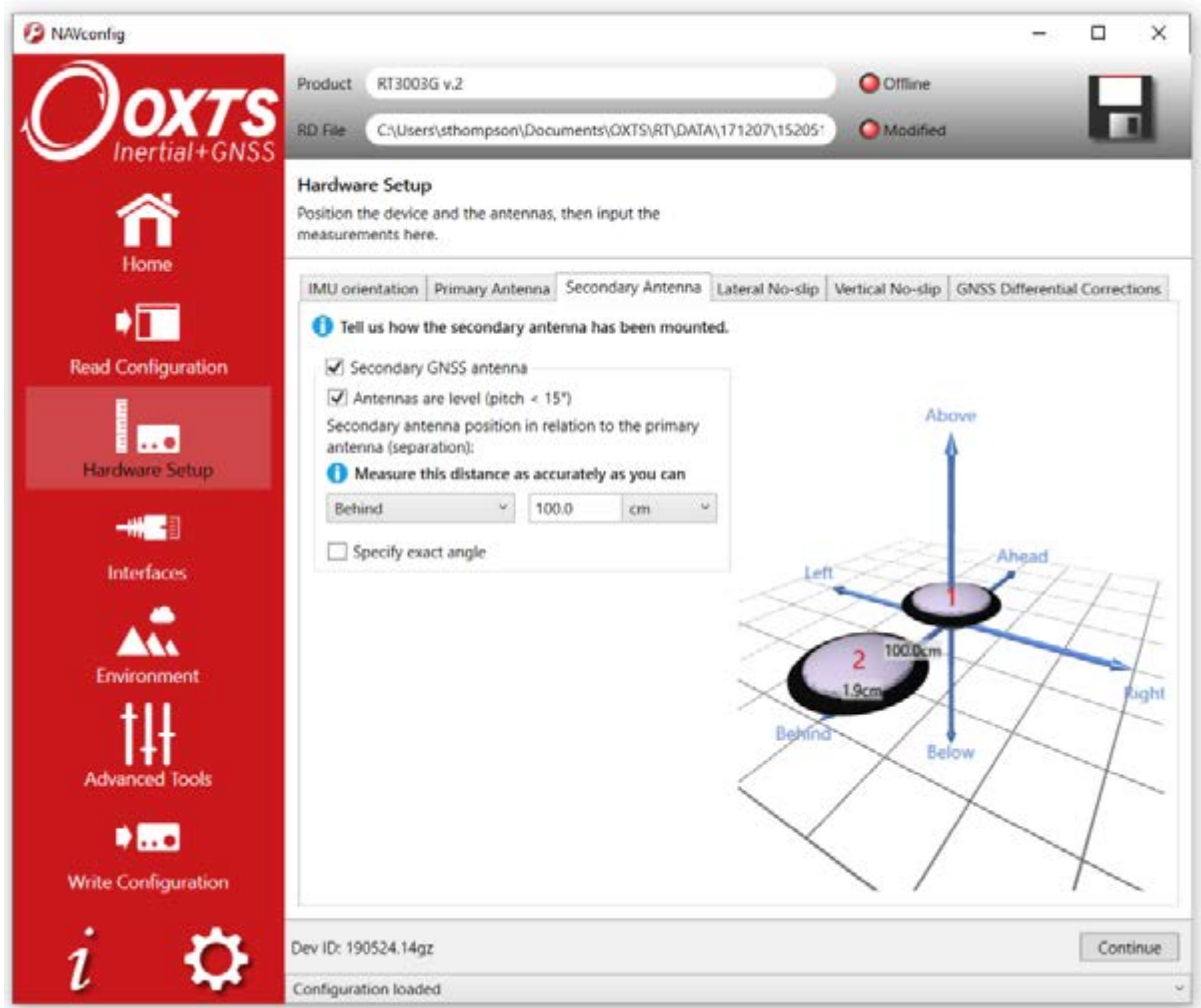 NAVconfig
OXTS
Inertial+GNSS
Product RT3003G v.2 Offline
RD File C:\Users\sthompson\Documents\OXTS\RT\DATA\171207\15205 Modified
Home
Read Configuration
Hardware Setup
Interfaces
Environment
Advanced Tools
Write Configuration
i
Hardware Setup
Position the device and the antennas, then input the
measurements here.
IMU orientation Primary Antenna Secondary Antenna Lateral No-slip Vertical No-slip GNSS Differential Corrections
Tell us how the secondary antenna has been mounted.
Secondary GNSS antenna
Antennas are level (pitch < 15°)
Secondary antenna position in relation to the primary
antenna (separation):
Measure this distance as accurately as you can
Behind 100.0 cm
Specify exact angle
Above
Ahead
Left
1
100.0cm
2
1.9cm
Right
Behind
Below
Dev ID: 190524.14gz
Continue
Configuration loaded